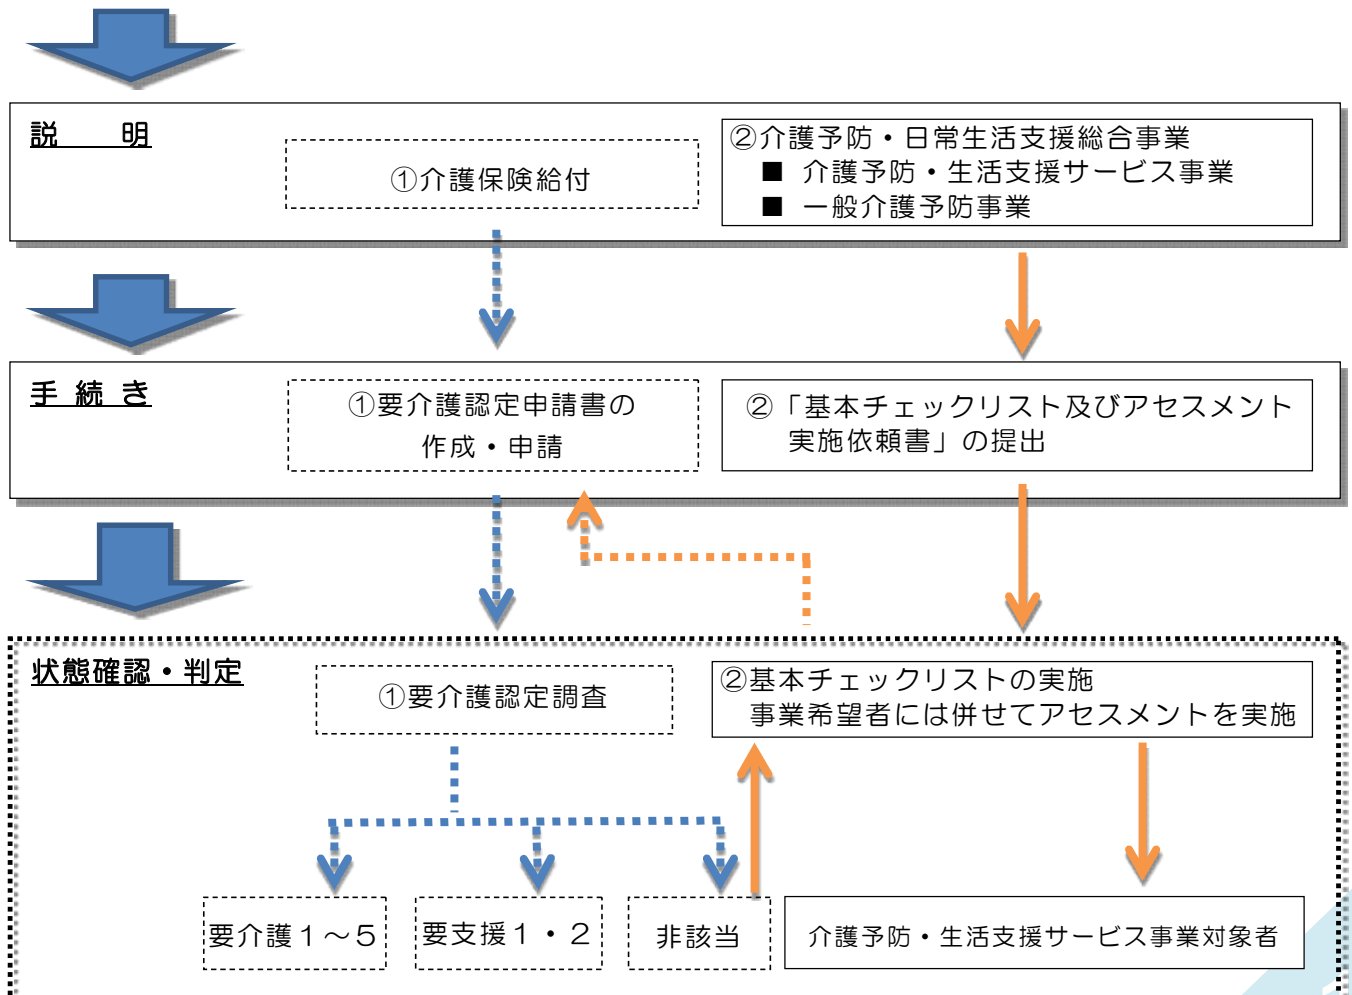 説　明
①介護保険給付
②介護予防・日常生活支援総合事業
■ 介護予防・生活支援サービス事業
■ 一般介護予防事業
手 続 き
①要介護認定申請書の
作成・申請
②「基本チェックリスト及びアセスメント
実施依頼書」の提出
状態確認・判定
①要介護認定調査
②基本チェックリストの実施
事業希望者には併せてアセスメントを実施
要介護１～５
要支援１・２
非該当
介護予防・生活支援サービス事業対象者